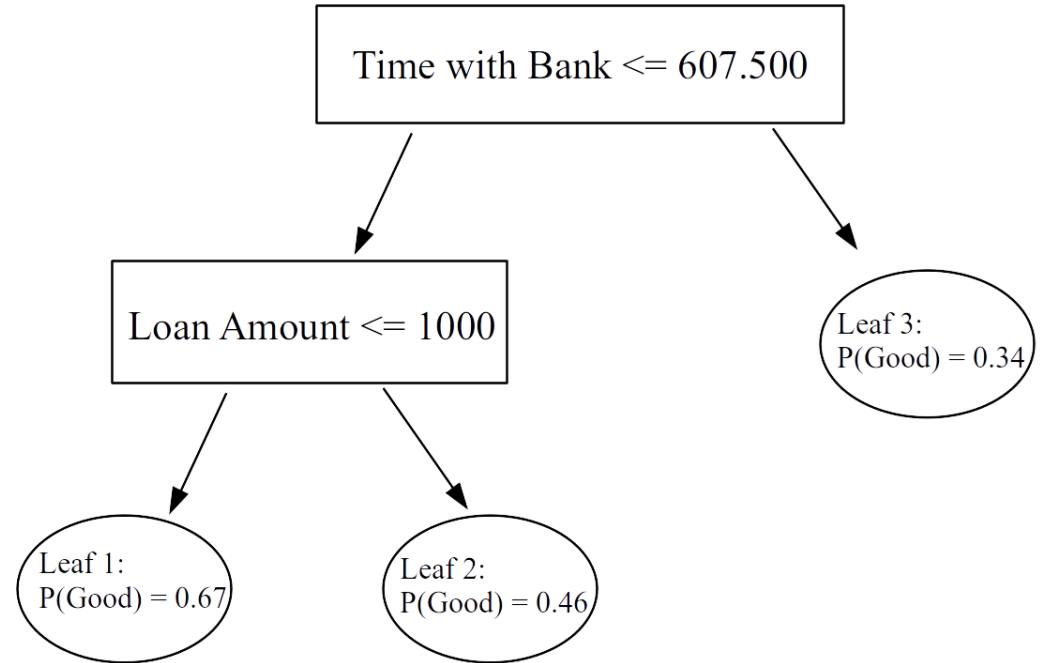 Time with Bank <= 607.500
Loan Amount <= 1000
Leaf 3:
P(Good) = 0.34
Leaf 1:
P(Good) = 0.67
Leaf 2:
P(Good) = 0.46